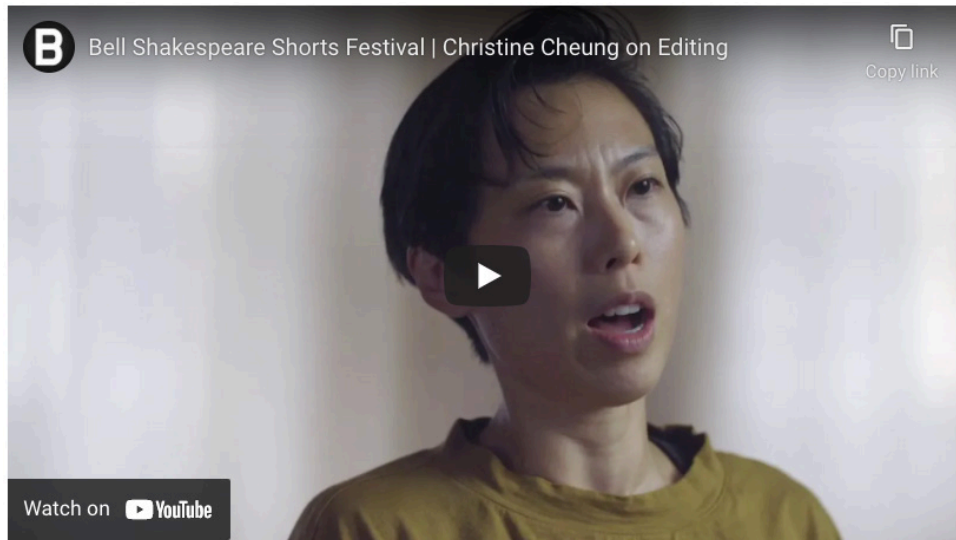 B
Bell Shakespeare Shorts Festival | Christine Cheung on Editing
Copy link
Watch on YouTube